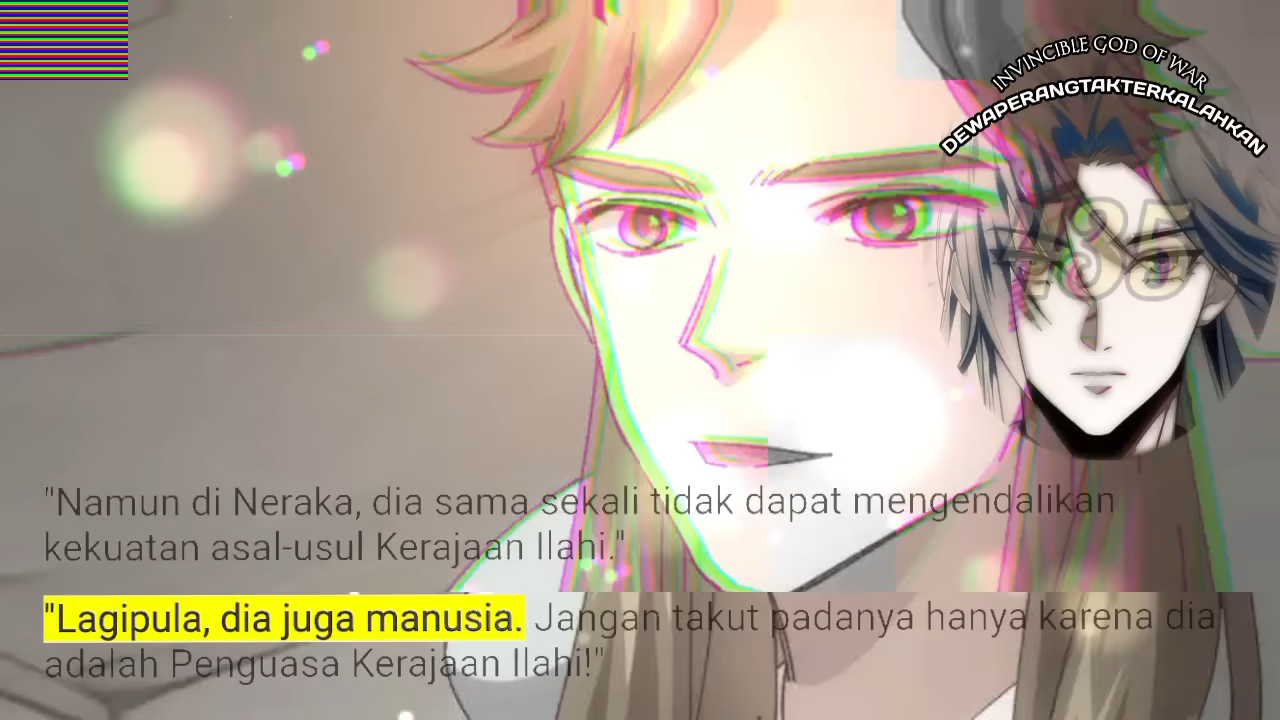 INVINCIBLE GOD OF WAR
DEWAPERANGTAKTERKALAHKAN
"Namun di Neraka, dia sama sekali tidak dapat mengendalikan
kekuatan asal-usul Kerajaan Ilahi."
"Lagipula, dia juga manusia. Jangan takut padanya hanya karena dia
adalah Penguasa Kerajaan Ilahi!"